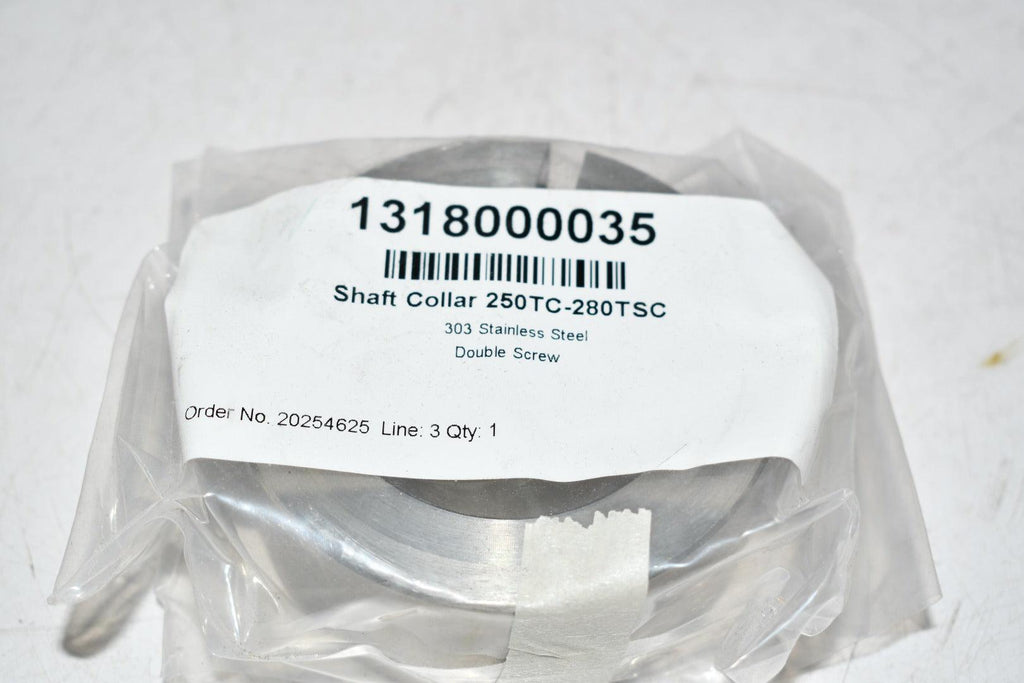 1318000035
Shaft Collar 250TC-280TSC
303 Stainless Steel
Double Screw
Order No. 20254625 Line: 3 Qty: 1